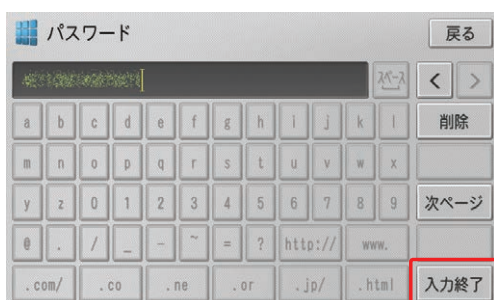 パスワード 戻る
スペース < >
a b c d e f g h i j k l 削除
m n o p q r s t u v w x
y z 0 1 2 3 4 5 6 7 8 9 次ページ
@ . / _ - ~ = ? http:// www.
.com/ .co .ne .or .jp/ .html 入力終了